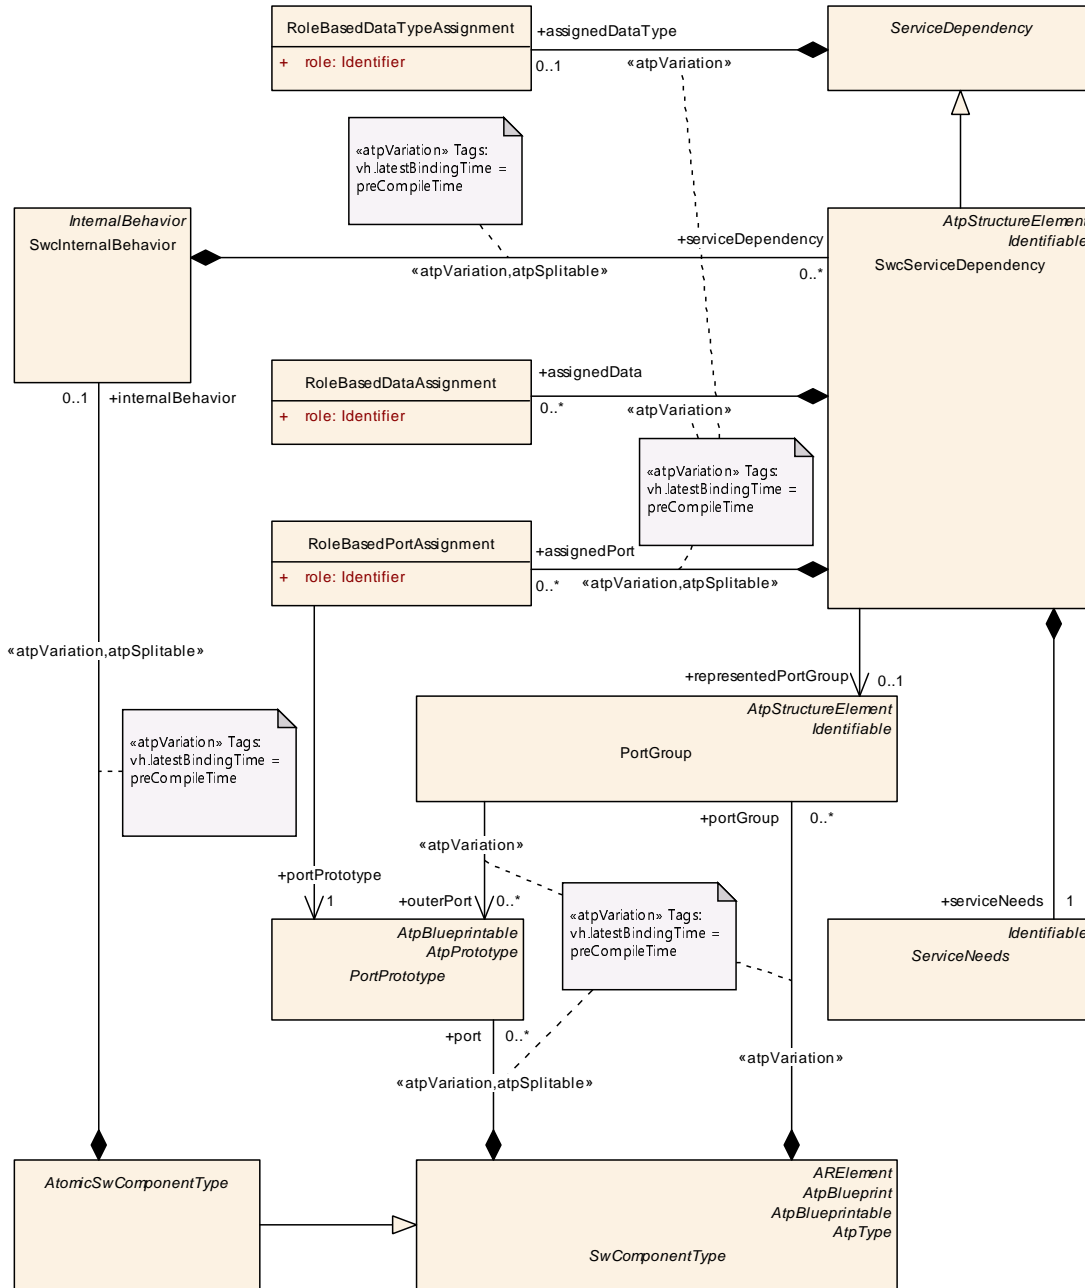 RoleBasedDataTypeAssignment
+ role: Identifier
+assignedDataType
0..1
«atpVariation»
ServiceDependency
«atpVariation» Tags:
vh.latestBindingTime =
preCompileTime
InternalBehavior
SwcInternalBehavior
+serviceDependency
«atpVariation,atpSplitable»
0..*
AtpStructureElement
Identifiable
SwcServiceDependency
0..1
+internalBehavior
RoleBasedDataAssignment
+ role: Identifier
+assignedData
0..*
«atpVariation»
«atpVariation» Tags:
vh.latestBindingTime =
preCompileTime
RoleBasedPortAssignment
+ role: Identifier
+assignedPort
0..*
«atpVariation,atpSplitable»
«atpVariation,atpSplitable»
+representedPortGroup
0..1
AtpStructureElement
Identifiable
PortGroup
«atpVariation» Tags:
vh.latestBindingTime =
preCompileTime
+portGroup
0..*
«atpVariation»
+portPrototype
1
+outerPort
0..*
«atpVariation» Tags:
vh.latestBindingTime =
preCompileTime
+serviceNeeds
1
AtpBlueprintable
AtpPrototype
PortPrototype
Identifiable
ServiceNeeds
+port
0..*
«atpVariation»
«atpVariation,atpSplitable»
AtomicSwComponentType
ARElement
AtpBlueprint
AtpBlueprintable
AtpType
SwComponentType